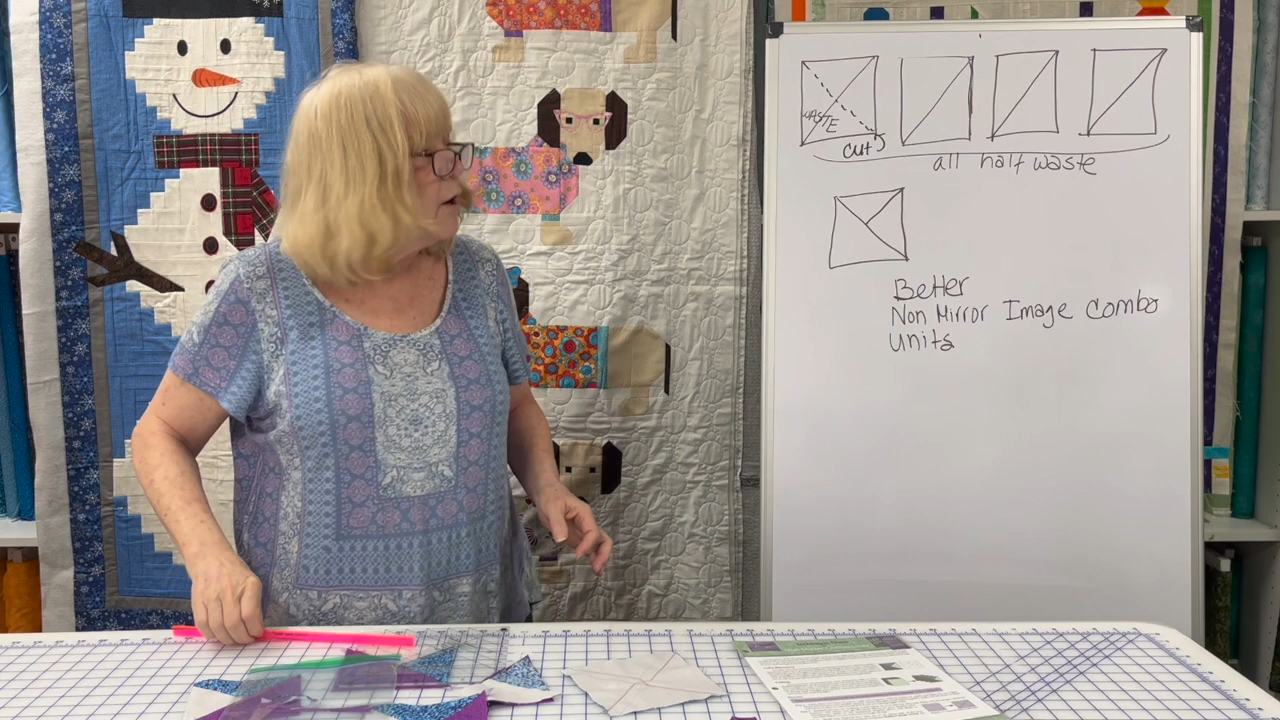 WASTE
CUT
all half waste
Better
Non Mirror Image Combo
Units